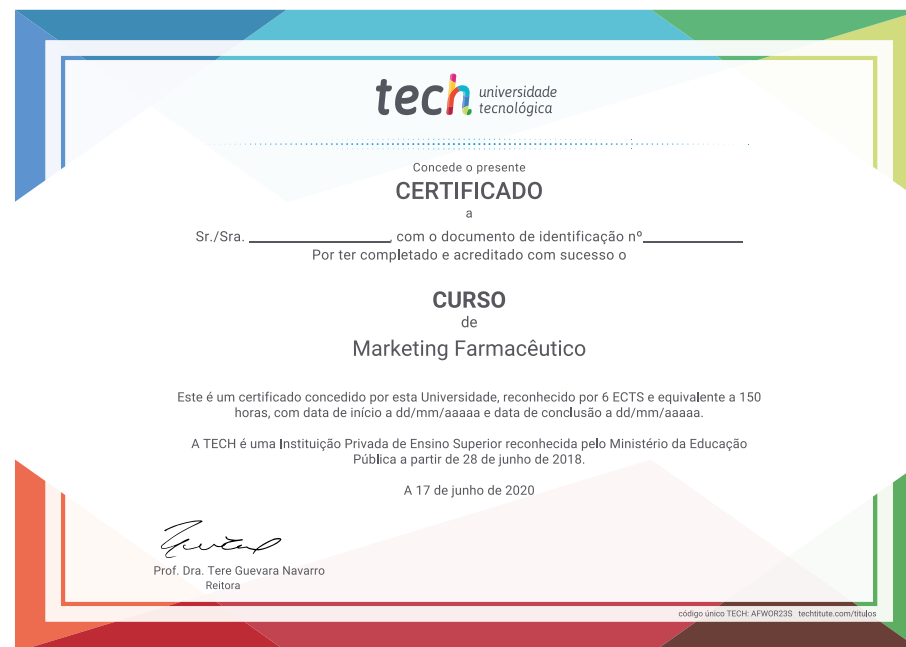 tech universidade
tecnológica
Concede o presente
CERTIFICADO
a
Sr./Sra. ____________________, com o documento de identificação nº______________
Por ter completado e acreditado com sucesso o
CURSO
de
Marketing Farmacêutico
Este é um certificado concedido por esta Universidade, reconhecido por 6 ECTS e equivalente a 150
horas, com data de início a dd/mm/aaaaa e data de conclusão a dd/mm/aaaaa.
A TECH é uma Instituição Privada de Ensino Superior reconhecida pelo Ministério da Educação
Pública a partir de 28 de junho de 2018.
A 17 de junho de 2020
Prof. Dra. Tere Guevara Navarro
Reitora
código único TECH: AFWOR23S techtitute.com/titulos